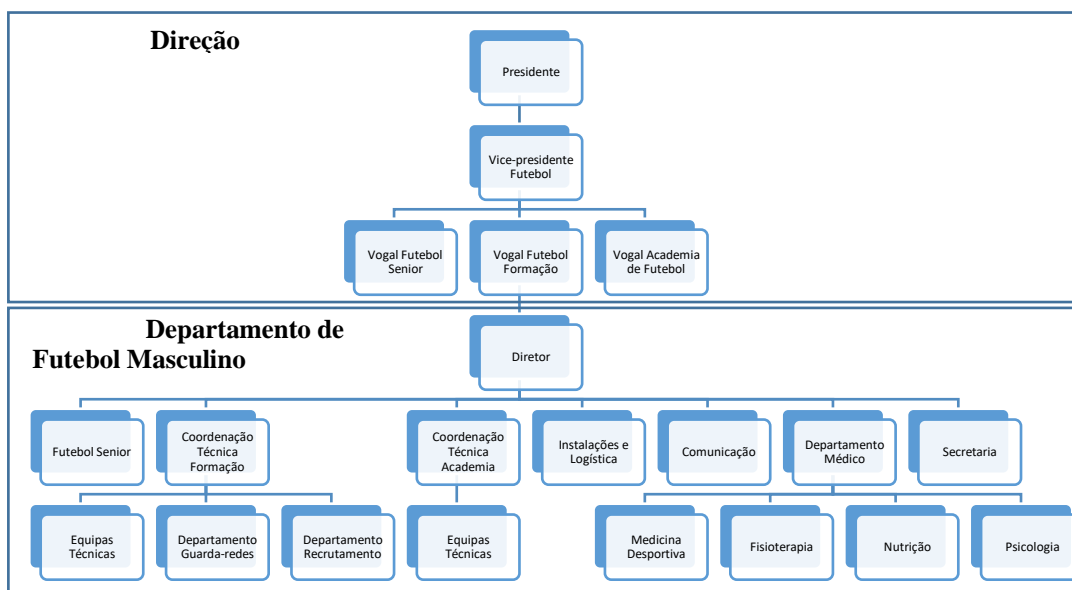 Direção
Presidente
Vice-presidente
Futebol
Vogal Futebol
Senior
Vogal Futebol
Formação
Vogal Academia
de Futebol
Departamento de
Futebol Masculino
Diretor
Futebol Senior
Coordenação
Técnica
Formação
Coordenação
Técnica
Academia
Instalações e
Logística
Comunicação
Departamento
Médico
Secretaria
Equipas
Técnicas
Departamento
Guarda-redes
Departamento
Recrutamento
Equipas
Técnicas
Medicina
Desportiva
Fisioterapia
Nutrição
Psicologia